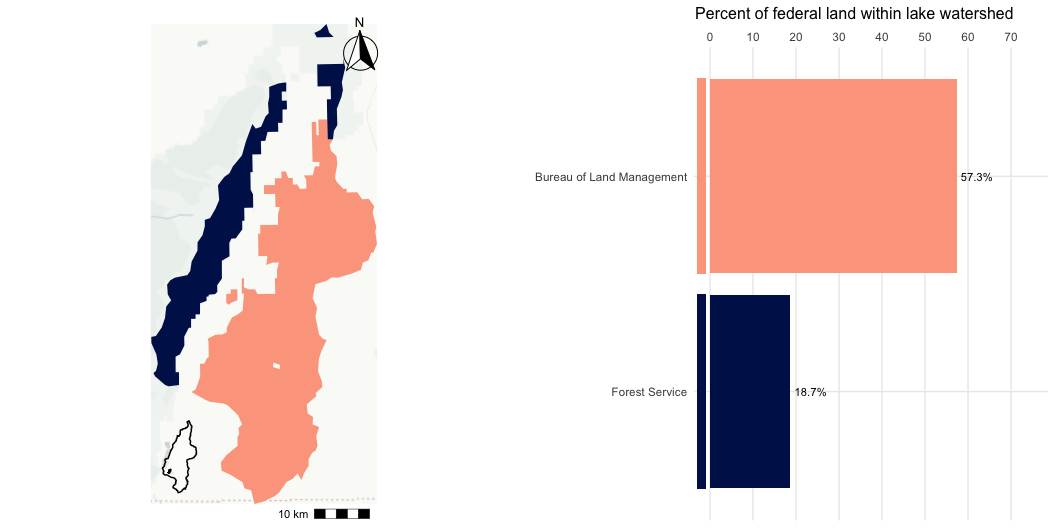 N
10 km
Percent of federal land within lake watershed
0 10 20 30 40 50 60 70
Bureau of Land Management 57.3%
Forest Service 18.7%